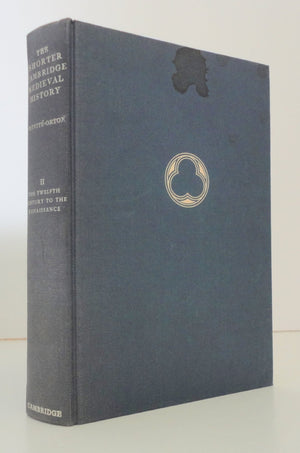 THE
SHORTER
CAMBRIDGE
MEDIEVAL
HISTORY
PREVITÉ-ORTON
II
THE TWELFTH
CENTURY TO THE
RENAISSANCE
CAMBRIDGE